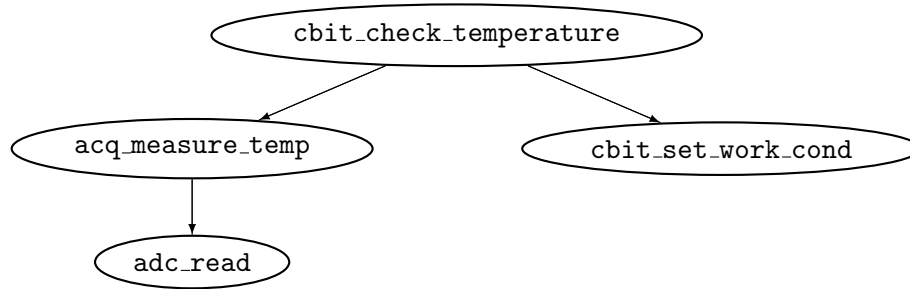 cbit_check_temperature
acq_measure_temp
cbit_set_work_cond
adc_read